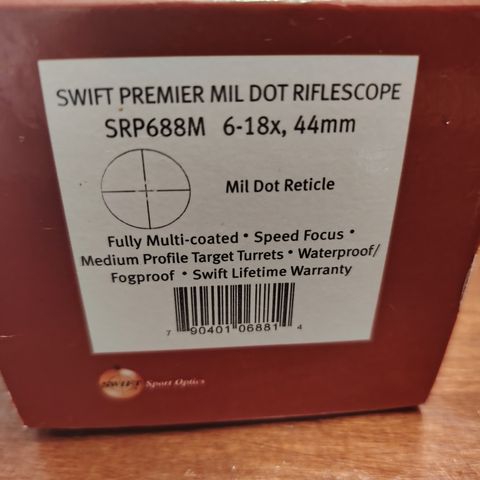 SWIFT PREMIER MIL DOT RIFLESCOPE
SRP688M 6-18x, 44mm
Mil Dot Reticle
Fully Multi-coated • Speed Focus •
Medium Profile Target Turrets • Waterproof/
Fogproof • Swift Lifetime Warranty
7 90401 06881 4
SWIFT Sport Optics